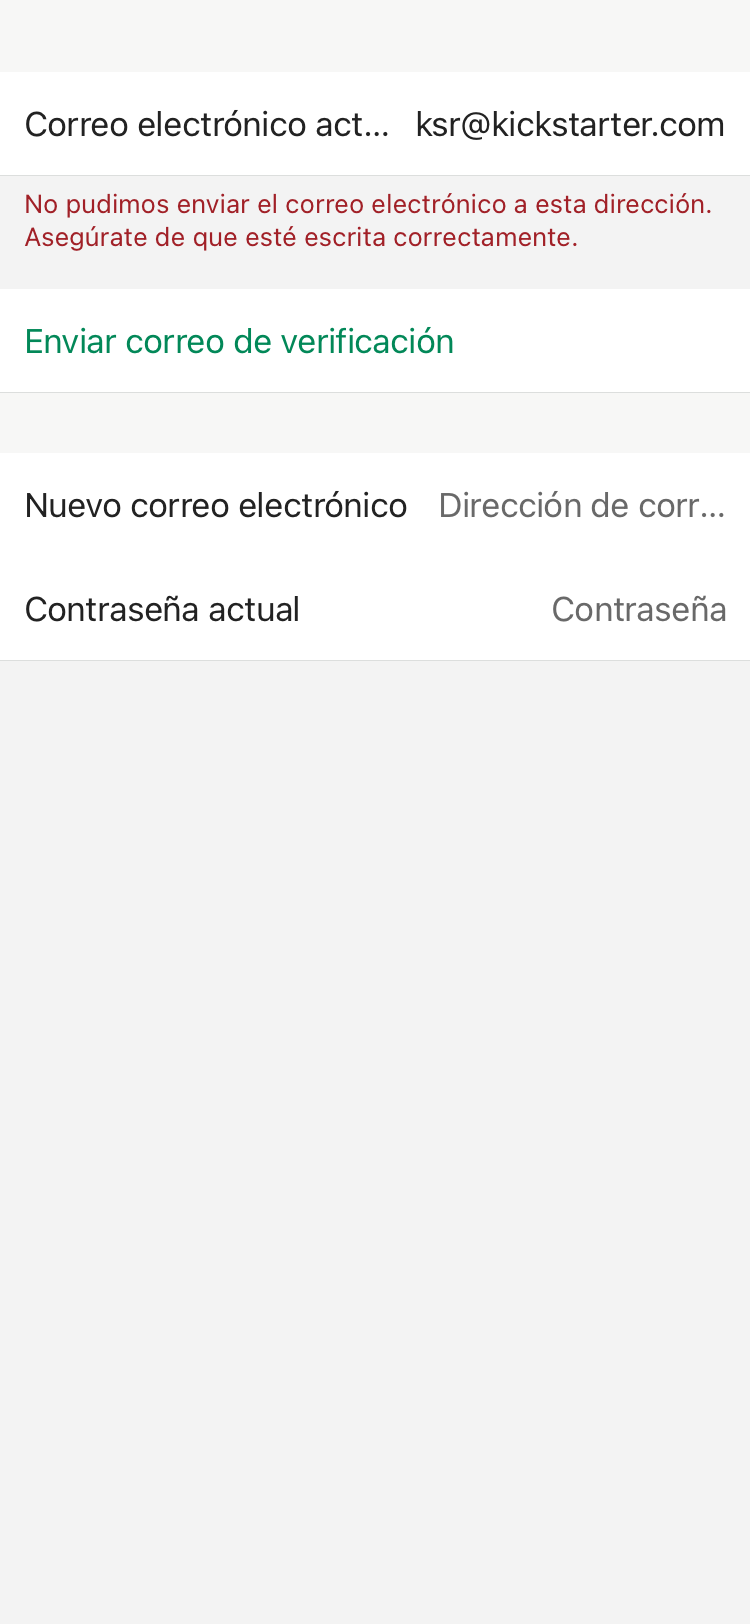 Correo electrónico act... ksr@kickstarter.com
No pudimos enviar el correo electrónico a esta dirección.
Asegúrate de que esté escrita correctamente.
Enviar correo de verificación
Nuevo correo electrónico Dirección de corr...
Contraseña actual Contraseña